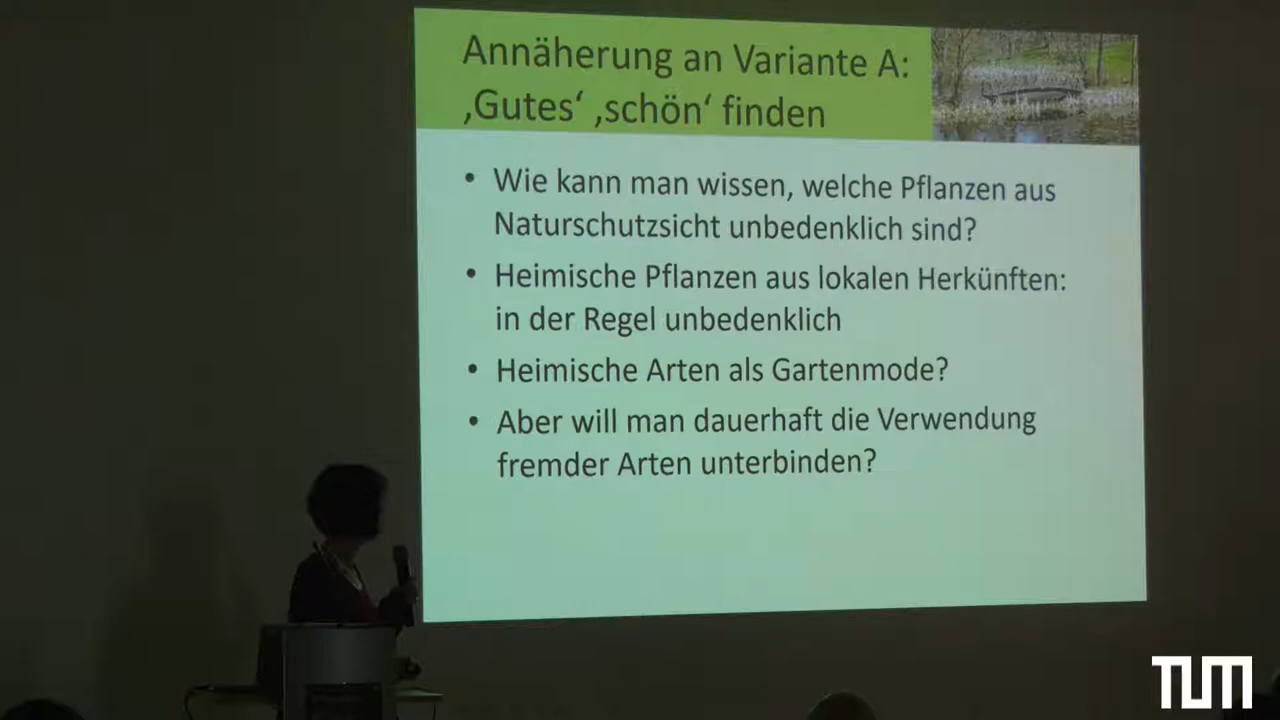 Annäherung an Variante A:
‚Gutes‘ ‚schön‘ finden
• Wie kann man wissen, welche Pflanzen aus
Naturschutzsicht unbedenklich sind?
• Heimische Pflanzen aus lokalen Herkünften:
in der Regel unbedenklich
• Heimische Arten als Gartenmode?
• Aber will man dauerhaft die Verwendung
fremder Arten unterbinden?
TUM